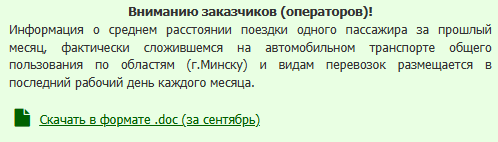 Вниманию заказчиков (операторов)!
Информация о среднем расстоянии поездки одного пассажира за прошлый
месяц, фактически сложившемся на автомобильном транспорте общего
пользования по областям (г.Минску) и видам перевозок размещается в
последний рабочий день каждого месяца.
Скачать в формате .doc (за сентябрь)